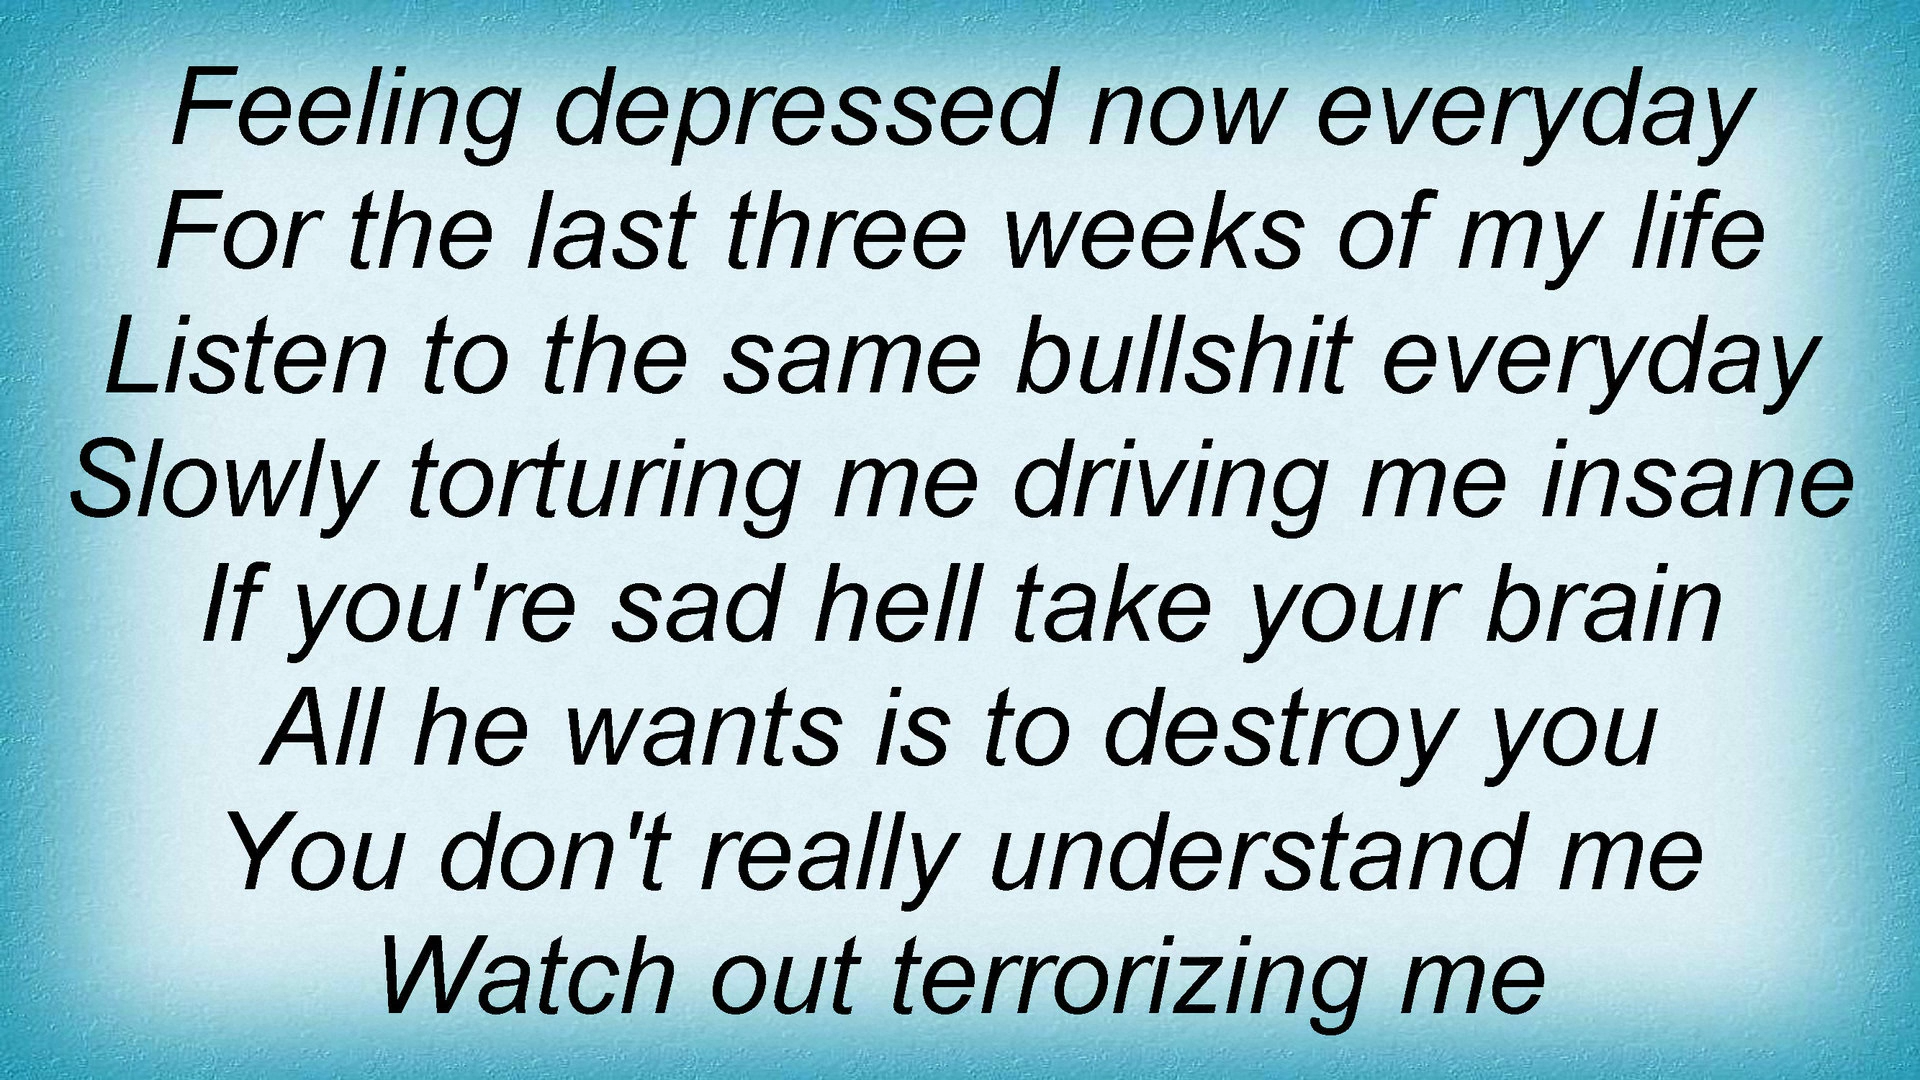 Feeling depressed now everyday
For the last three weeks of my life
Listen to the same bullshit everyday
Slowly torturing me driving me insane
If you're sad hell take your brain
All he wants is to destroy you
You don't really understand me
Watch out terrorizing me